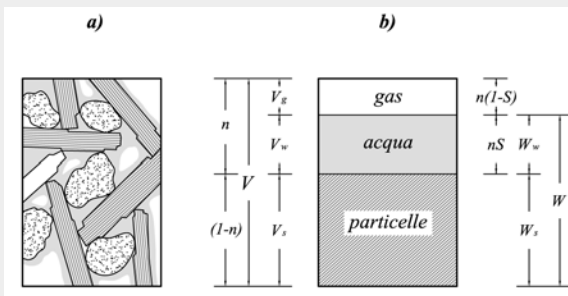 a)
b)
n
(1-n)
V
V_g
V_w
V_s
gas
acqua
particelle
n(1-S)
nS
W_w
W_s
W